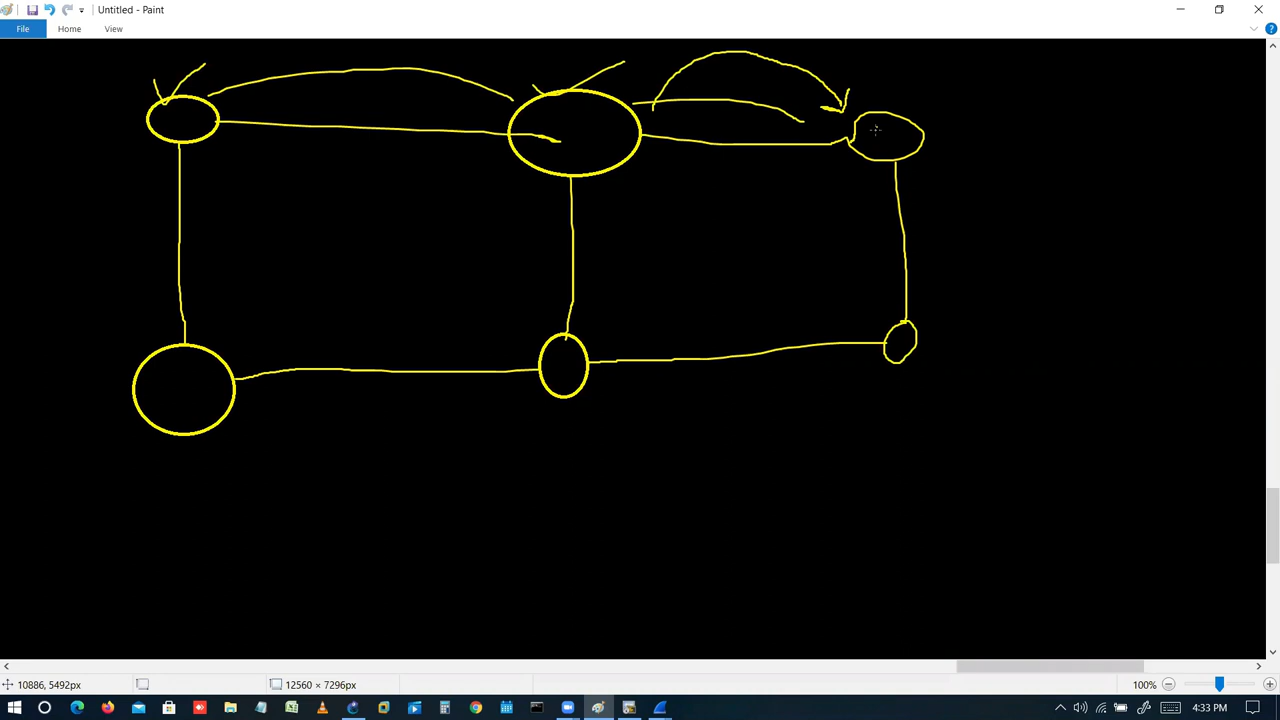 Untitled - Paint
File Home View
10886, 5492px 12560 × 7296px 100%
4:33 PM